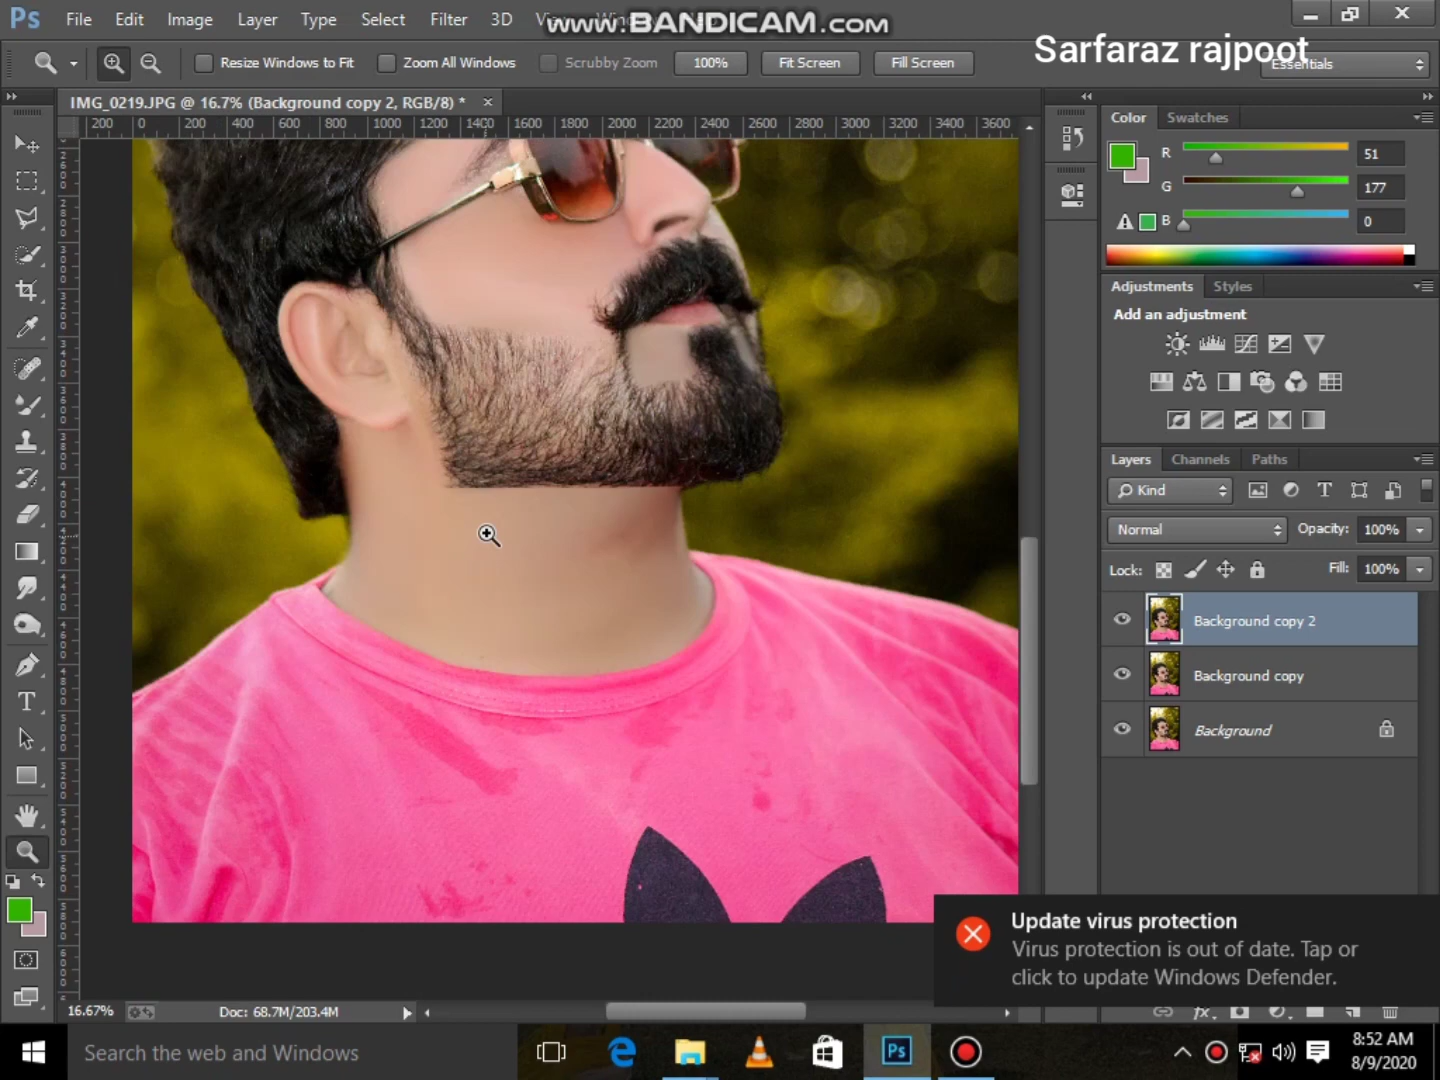 Ps File Edit Image Layer Type Select Filter 3D
www.BANDICAM.com
Sarfaraz rajpoot
Resize Windows to Fit Zoom All Windows Scrubby Zoom 100% Fit Screen Fill Screen Essentials
IMG_0219.JPG @ 16.7% (Background copy 2, RGB/8) *
200 0 200 400 600 800 1000 1200 1400 1600 1800 2000 2200 2400 2600 2800 3000 3200 3400 3600
Color Swatches
R 51
G 177
B 0
Adjustments Styles
Add an adjustment
Layers Channels Paths
Kind
Normal Opacity: 100%
Lock: Fill: 100%
Background copy 2
Background copy
Background
Update virus protection
Virus protection is out of date. Tap or
click to update Windows Defender.
16.67% Doc: 68.7M/203.4M
fx
Search the web and Windows
Ps
8:52 AM
8/9/2020